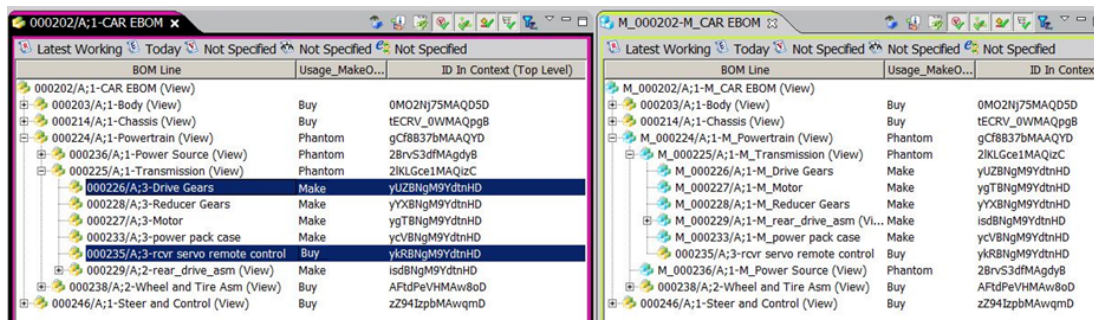 000202/A;1-CAR EBOM
Latest Working Today Not Specified Not Specified Not Specified
BOM Line Usage_MakeO... ID In Context (Top Level)
000202/A;1-CAR EBOM (View)
000203/A;1-Body (View) Buy 0MO2Nj75MAQD5D
000214/A;1-Chassis (View) Buy tECRV_0WMAQpgB
000224/A;1-Powertrain (View) Phantom gCf8B37bMAAQYD
000236/A;1-Power Source (View) Phantom 2BrvS3dfMAgdyB
000225/A;1-Transmission (View) Phantom 2lKLGce1MAQizC
000226/A;3-Drive Gears Make yUZBNgM9YdtnHD
000228/A;3-Reducer Gears Make yYXBNgM9YdtnHD
000227/A;3-Motor Make ygTBNgM9YdtnHD
000233/A;3-power pack case Make ycVBNgM9YdtnHD
000235/A;3-rcvr servo remote control Buy ykRBNgM9YdtnHD
000229/A;2-rear_drive_asm (View) Make isdBNgM9YdtnHD
000238/A;2-Wheel and Tire Asm (View) Buy AFtdPeVHMAw8oD
000246/A;1-Steer and Control (View) Buy zZ94IzpbMAwqmD
M_000202-M_CAR EBOM
Latest Working Today Not Specified Not Specified Not Specified
BOM Line Usage_MakeO... ID In Contex
M_000202/A;1-M_CAR EBOM (View)
000203/A;1-Body (View) Buy 0MO2Nj75MAQD5D
000214/A;1-Chassis (View) Buy tECRV_0WMAQpgB
M_000224/A;1-M_Powertrain (View) Phantom gCf8B37bMAAQYD
M_000225/A;1-M_Transmission (View) Phantom 2lKLGce1MAQizC
M_000226/A;1-M_Drive Gears Make yUZBNgM9YdtnHD
M_000227/A;1-M_Motor Make ygTBNgM9YdtnHD
M_000228/A;1-M_Reducer Gears Make yYXBNgM9YdtnHD
M_000229/A;1-M_rear_drive_asm (Vi... Make isdBNgM9YdtnHD
M_000233/A;1-M_power pack case Make ycVBNgM9YdtnHD
000235/A;3-rcvr servo remote control Buy ykRBNgM9YdtnHD
M_000236/A;1-M_Power Source (View) Phantom 2BrvS3dfMAgdyB
000238/A;2-Wheel and Tire Asm (View) Buy AFtdPeVHMAw8oD
000246/A;1-Steer and Control (View) Buy zZ94IzpbMAwqmD